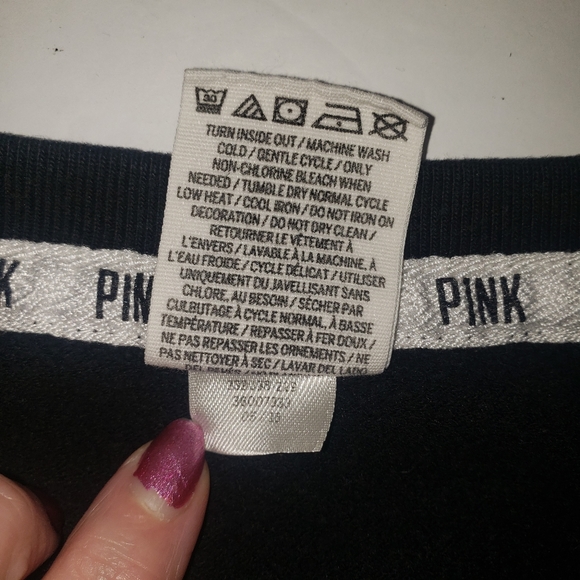 30
TURN INSIDE OUT / MACHINE WASH
COLD / GENTLE CYCLE / ONLY
NON-CHLORINE BLEACH WHEN
NEEDED / TUMBLE DRY NORMAL CYCLE
LOW HEAT / COOL IRON / DO NOT IRON ON
DECORATION / DO NOT DRY CLEAN /
RETOURNER LE VÊTEMENT À
L'ENVERS / LAVABLE À LA MACHINE, À
L'EAU FROIDE / CYCLE DÉLICAT / UTILISER
UNIQUEMENT DU JAVELLISANT SANS
CHLORE, AU BESOIN / SÉCHER PAR
CULBUTAGE À CYCLE NORMAL, À BASSE
TEMPÉRATURE / REPASSER À FER DOUX /
NE PAS REPASSER LES ORNEMENTS / NE
PAS NETTOYER À SEC / LAVAR DEL LADO
K PIN PINK
36007333